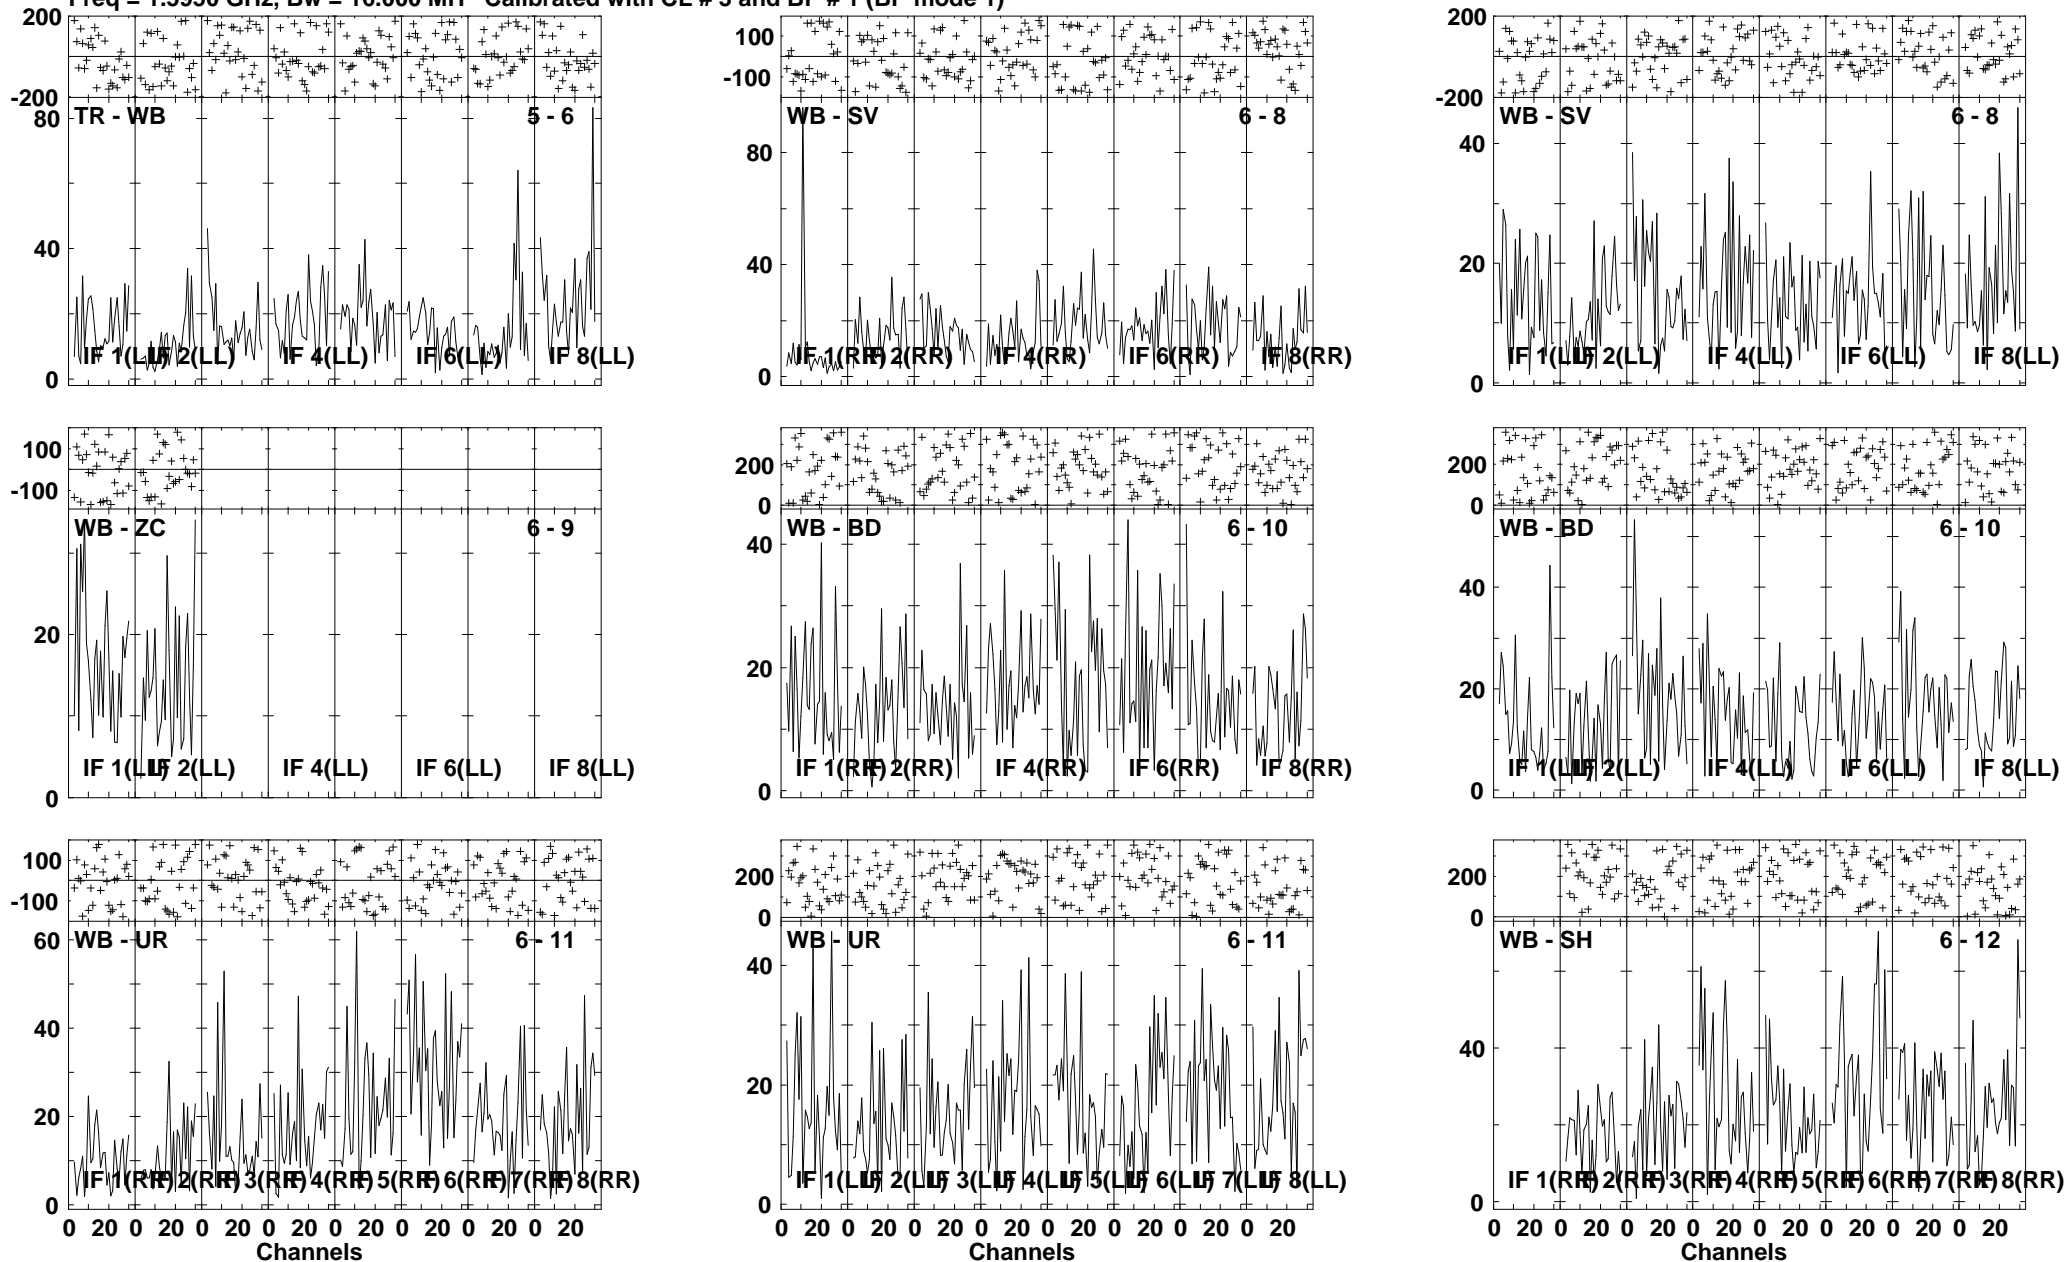 Calibrated with CL # 3 and BP # 1 (BP mode 1)
200
-200
TR - WB 5 - 6
80
40
0
IF 1(LL) IF 2(LL) IF 4(LL) IF 6(LL) IF 8(LL)
100
-100
WB - SV 6 - 8
80
40
0
IF 1(RR) IF 2(RR) IF 4(RR) IF 6(RR) IF 8(RR)
200
-200
WB - SV 6 - 8
40
20
0
IF 1(LL) IF 2(LL) IF 4(LL) IF 6(LL) IF 8(LL)
100
-100
WB - ZC 6 - 9
20
0
IF 1(LL) IF 2(LL) IF 4(LL) IF 6(LL) IF 8(LL)
200
0
WB - BD 6 - 10
40
20
0
IF 1(RR) IF 2(RR) IF 4(RR) IF 6(RR) IF 8(RR)
200
0
WB - BD 6 - 10
40
20
0
IF 1(LL) IF 2(LL) IF 4(LL) IF 6(LL) IF 8(LL)
100
-100
WB - UR 6 - 11
60
40
20
0
IF 1(RR) IF 2(RR) IF 3(RR) IF 4(RR) IF 5(RR) IF 6(RR) IF 7(RR) IF 8(RR)
0 20 0 20 0 20 0 20 0 20 0 20 0 20 0 20
Channels
200
0
WB - UR 6 - 11
40
20
0
IF 1(LL) IF 2(LL) IF 3(LL) IF 4(LL) IF 5(LL) IF 6(LL) IF 7(LL) IF 8(LL)
0 20 0 20 0 20 0 20 0 20 0 20 0 20 0 20
Channels
200
0
WB - SH 6 - 12
40
0
IF 1(RR) IF 2(RR) IF 3(RR) IF 4(RR) IF 5(RR) IF 6(RR) IF 7(RR) IF 8(RR)
0 20 0 20 0 20 0 20 0 20 0 20 0 20 0 20
Channels